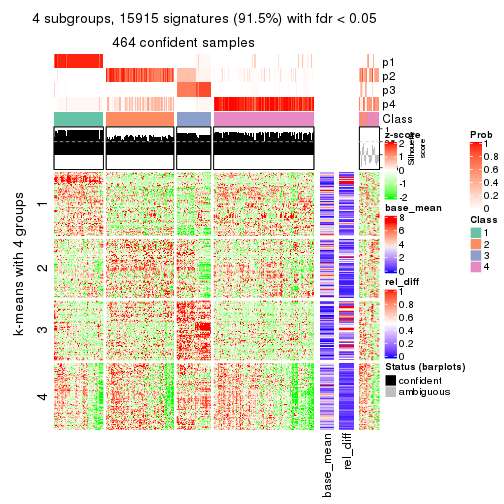 4 subgroups, 15915 signatures (91.5%) with fdr < 0.05
464 confident samples
p1
p2
p3
p4
Class
1
Silhouette
score
z-score
2
1
0
-1
-2
base_mean
8
6
4
2
0
rel_diff
1
0.8
0.6
0.4
0.2
0
Status (barplots)
confident
ambiguous
Prob
1
0.8
0.6
0.4
0.2
0
Class
1
2
3
4
k-means with 4 groups
1
2
3
4
base_mean
rel_diff